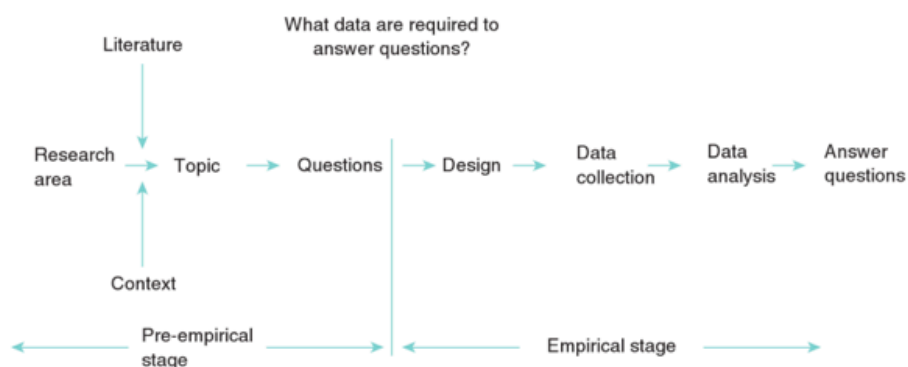 What data are required to
answer questions?
Literature
Research
area
Topic
Questions
Design
Data
collection
Data
analysis
Answer
questions
Context
Pre-empirical
stage
Empirical stage